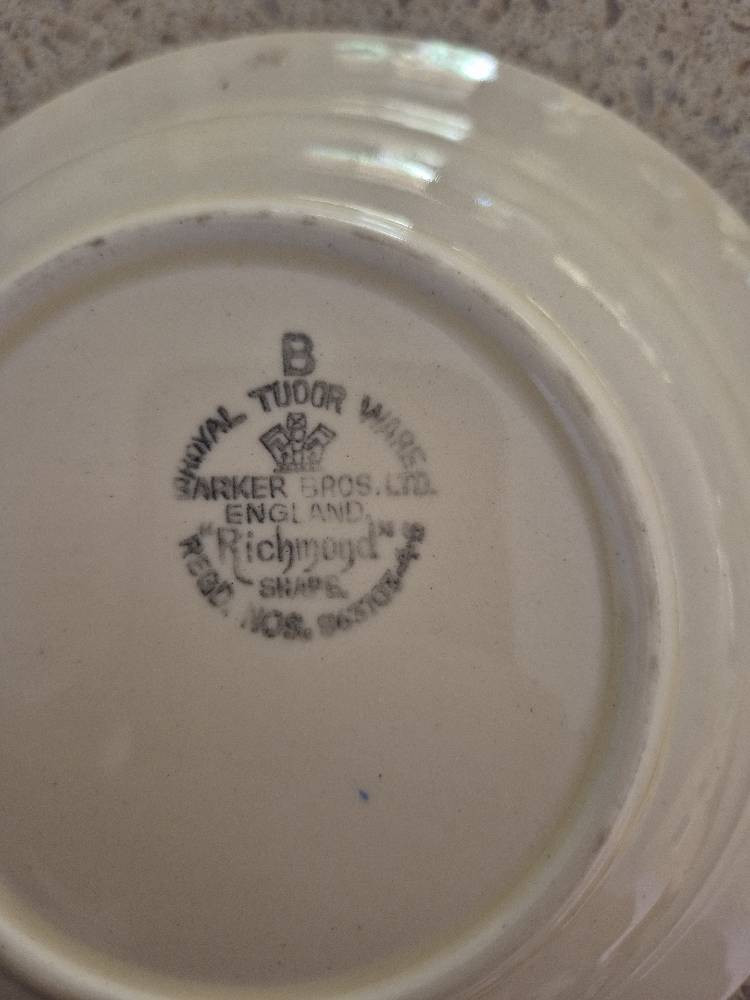 B
ROYAL TUDOR WARE
BARKER BROS. LTD.
ENGLAND.
"Richmond"
SHAPE.
REGD. NOS.